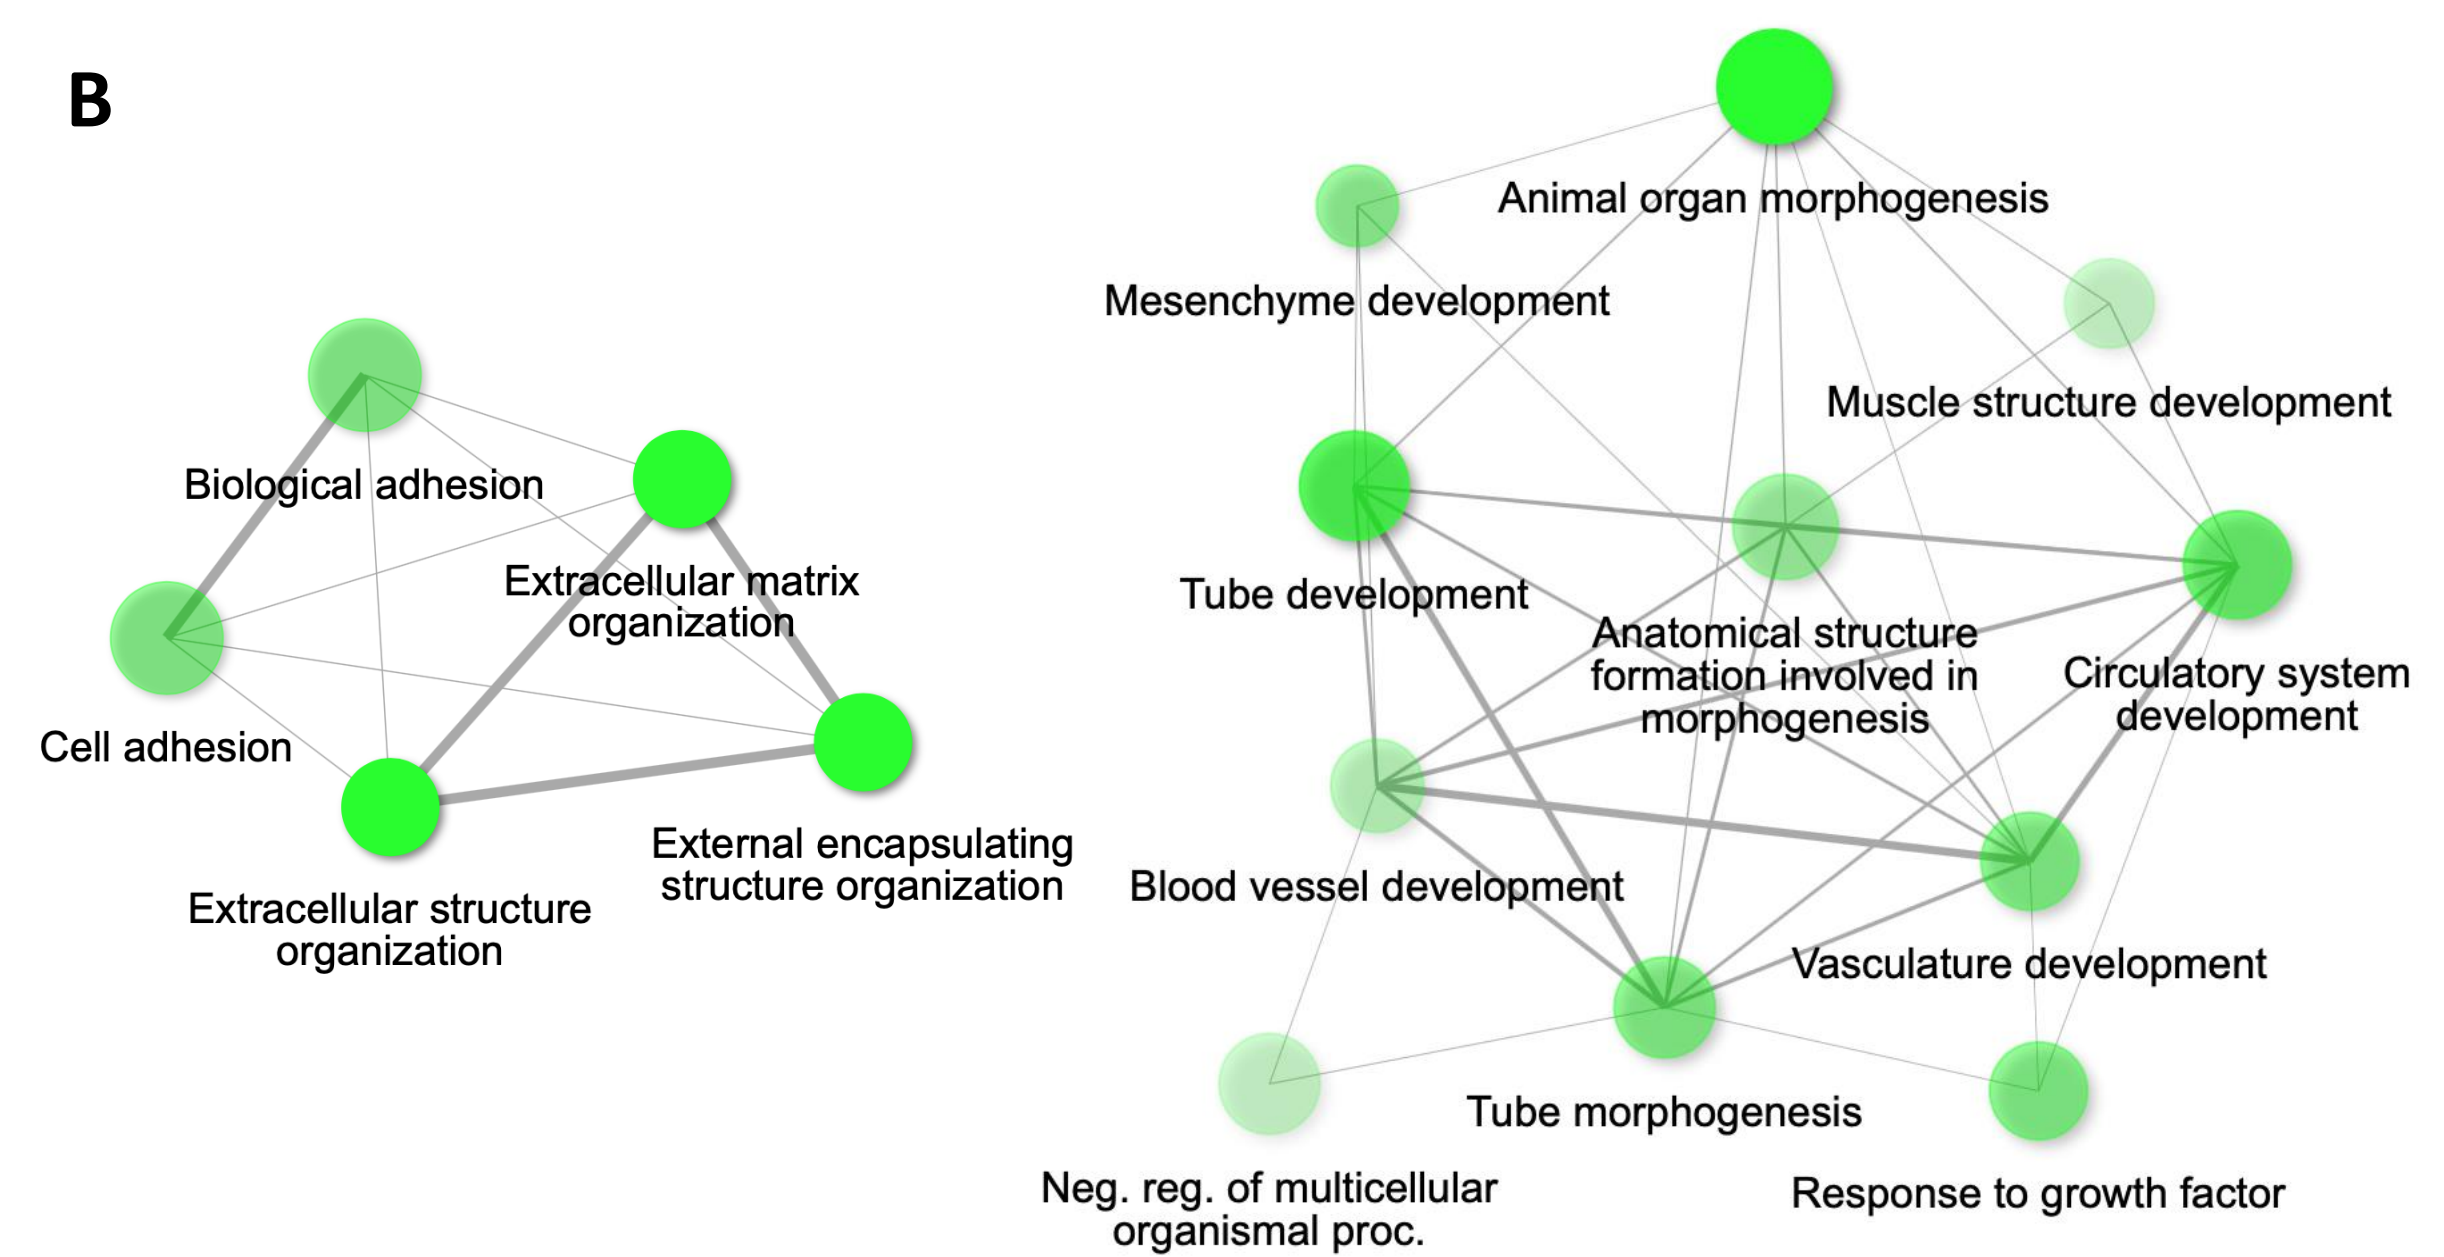 B
Animal organ morphogenesis
Mesenchyme development
Muscle structure development
Biological adhesion
Extracellular matrix
organization
Tube development
Anatomical structure
formation involved in
morphogenesis
Circulatory system
development
Cell adhesion
External encapsulating
structure organization
Blood vessel development
Extracellular structure
organization
Vasculature development
Tube morphogenesis
Neg. reg. of multicellular
organismal proc.
Response to growth factor